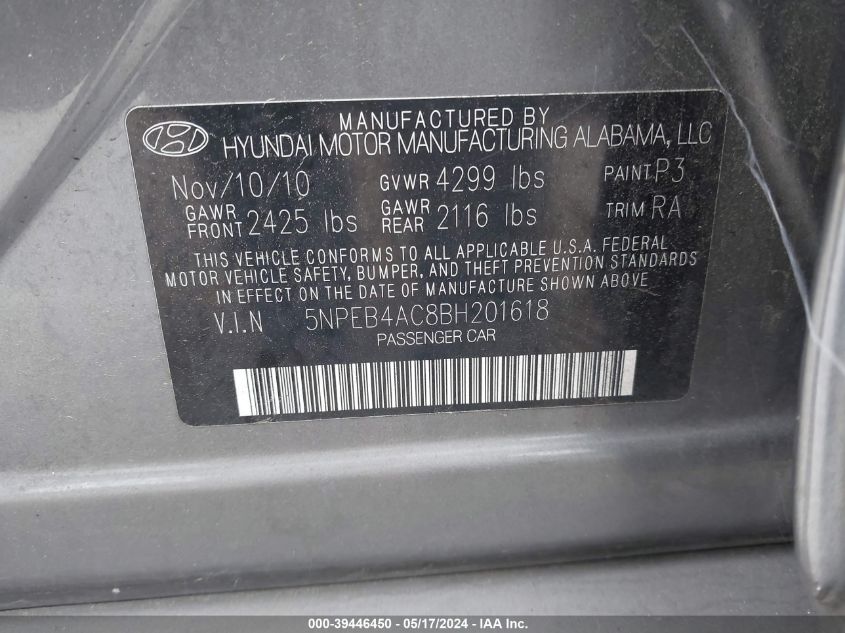 MANUFACTURED BY
HYUNDAI MOTOR MANUFACTURING ALABAMA, LLC
Nov/10/10 GVWR 4299 lbs PAINT P3
GAWR FRONT 2425 lbs GAWR REAR 2116 lbs TRIM RA
THIS VEHICLE CONFORMS TO ALL APPLICABLE U.S.A. FEDERAL
MOTOR VEHICLE SAFETY, BUMPER, AND THEFT PREVENTION STANDARDS
IN EFFECT ON THE DATE OF MANUFACTURE SHOWN ABOVE
V.I.N 5NPEB4AC8BH201618
PASSENGER CAR
000-39446450 - 05/17/2024 - IAA Inc.